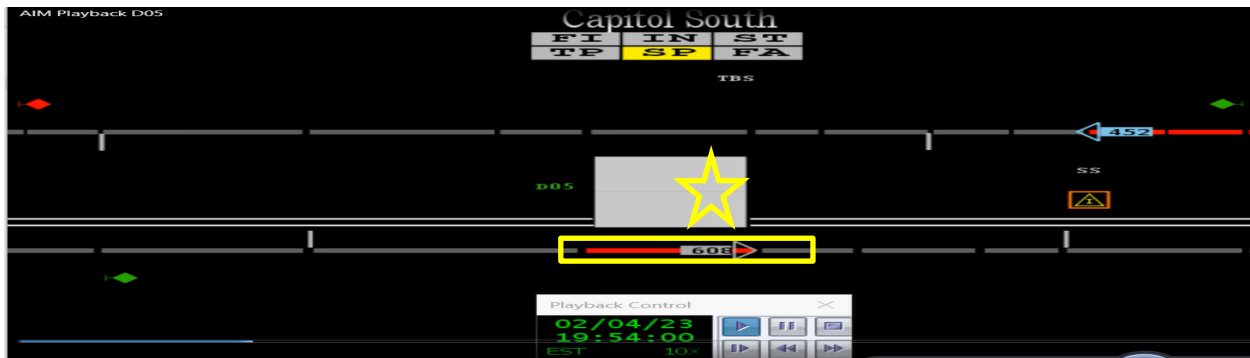 AIM Playback D05
Capitol South
FI IN ST
TP SP FA
TBS
452
SS
D05
608
Playback Control
02/04/23
19:54:00
EST 10X